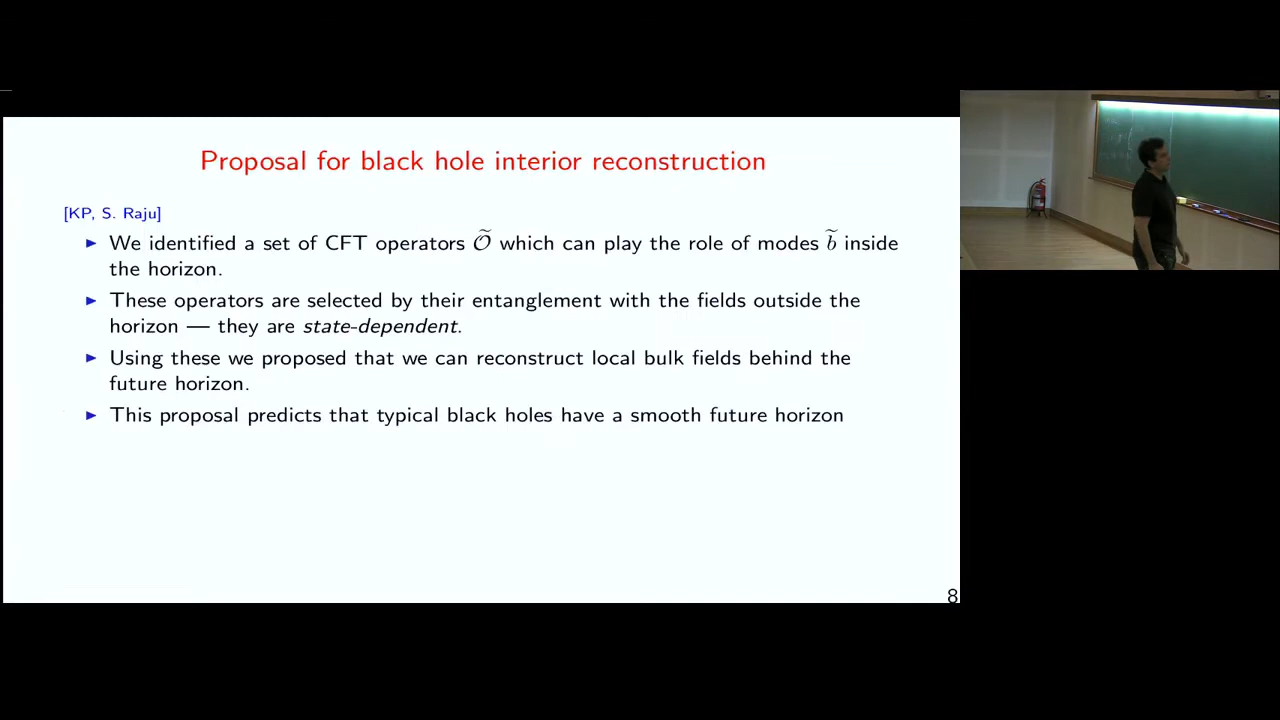 Proposal for black hole interior reconstruction
[KP, S. Raju]
▶ We identified a set of CFT operators Õ which can play the role of modes b̃ inside
the horizon.
▶ These operators are selected by their entanglement with the fields outside the
horizon — they are state-dependent.
▶ Using these we proposed that we can reconstruct local bulk fields behind the
future horizon.
▶ This proposal predicts that typical black holes have a smooth future horizon
8